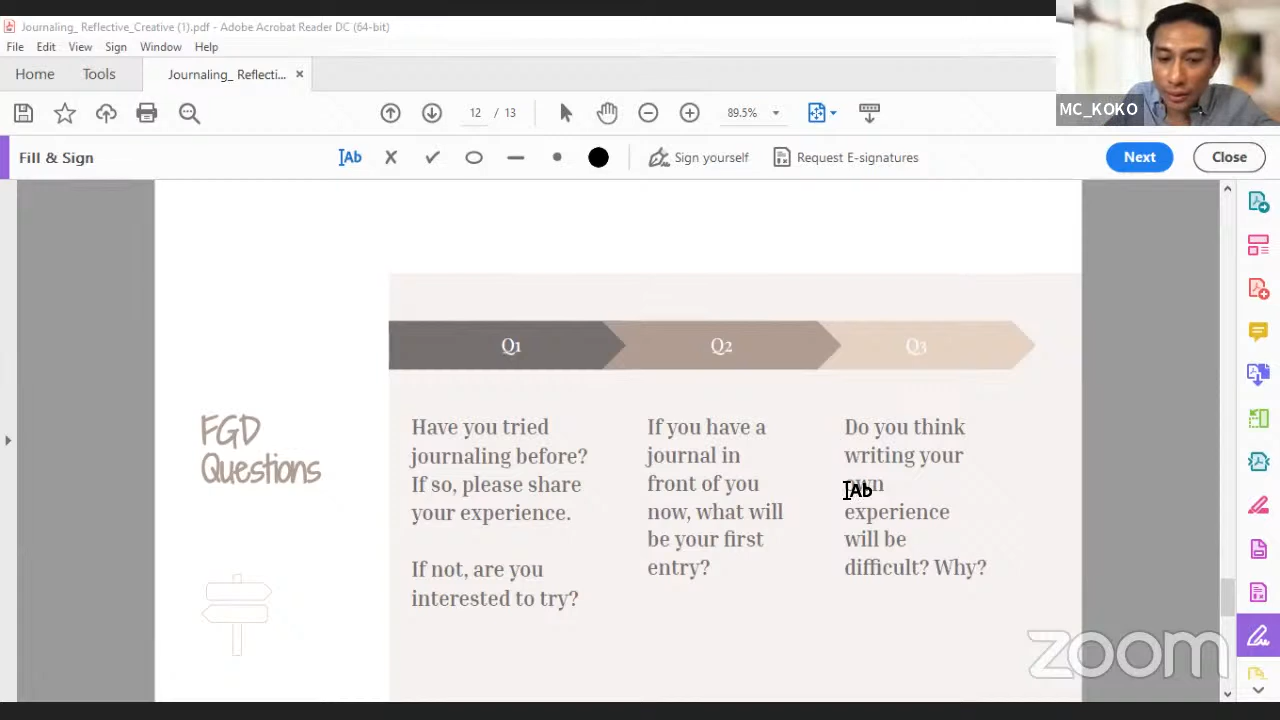 Journaling_ Reflective_Creative (1).pdf - Adobe Acrobat Reader DC (64-bit)
File Edit View Sign Window Help
Home Tools Journaling_ Reflecti... ×
12 / 13 89.5%
MC_KOKO
Fill & Sign Ab Sign yourself Request E-signatures Next Close
Q1 Q2 Q3
FGD
Questions
Have you tried
journaling before?
If so, please share
your experience.
If not, are you
interested to try?
If you have a
journal in
front of you
now, what will
be your first
entry?
Do you think
writing your
own
Ab
experience
will be
difficult? Why?
zoom